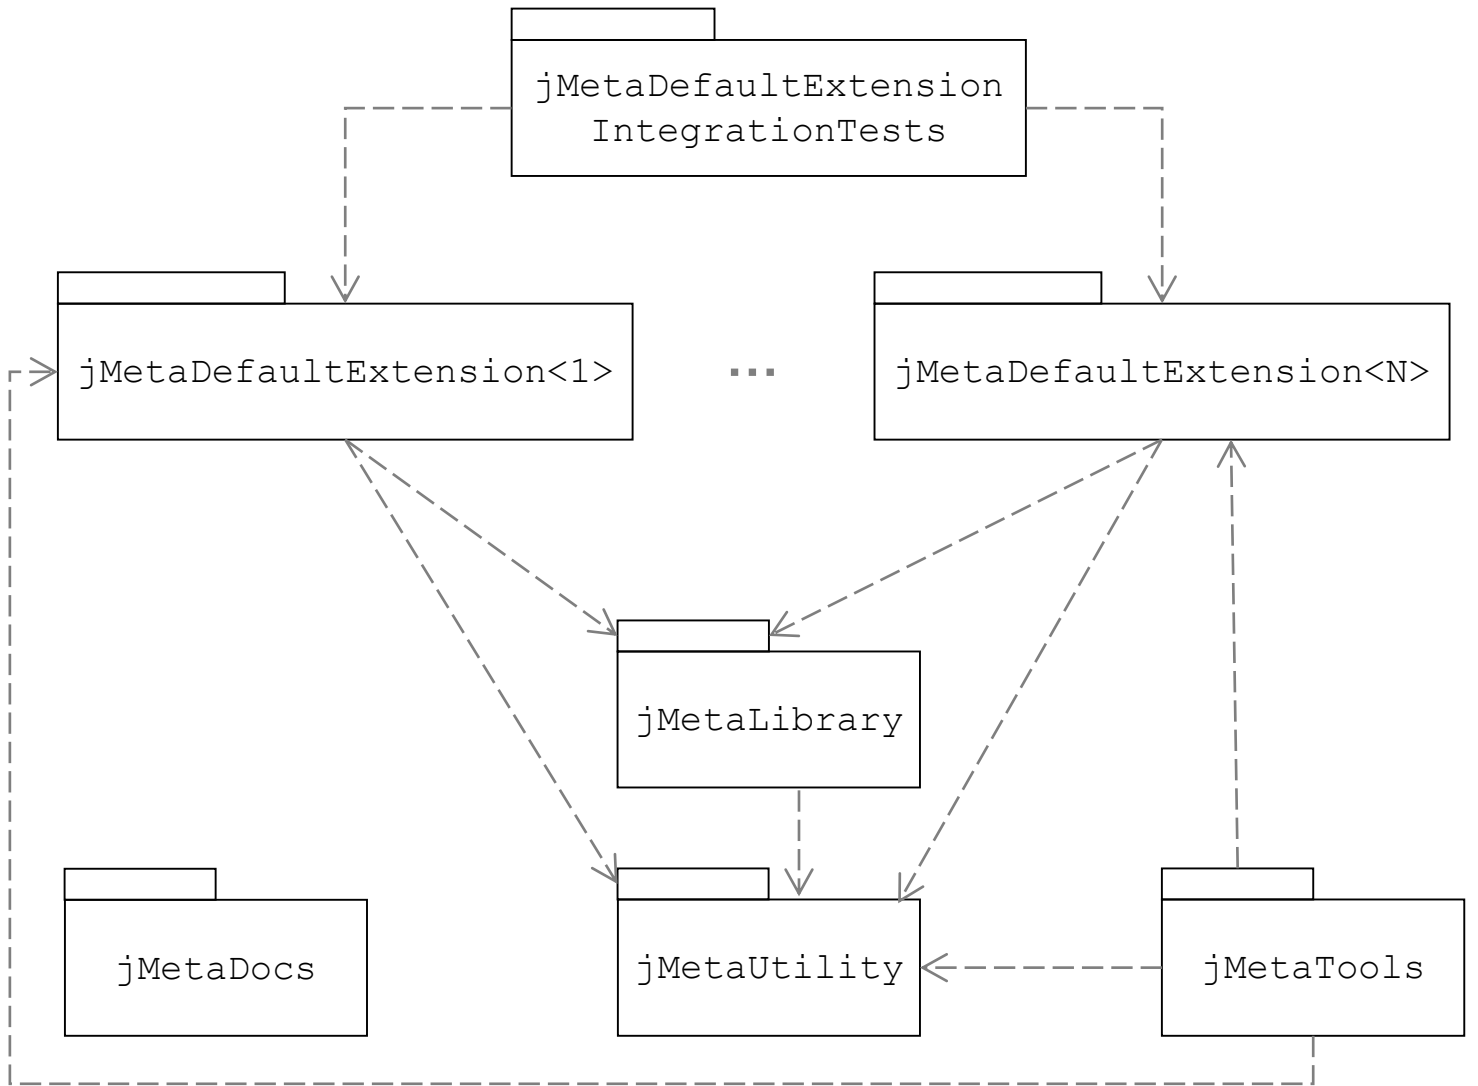 jMetaDefaultExtension
IntegrationTests
jMetaDefaultExtension<1>
...
jMetaDefaultExtension<N>
jMetaLibrary
jMetaDocs
jMetaUtility
jMetaTools